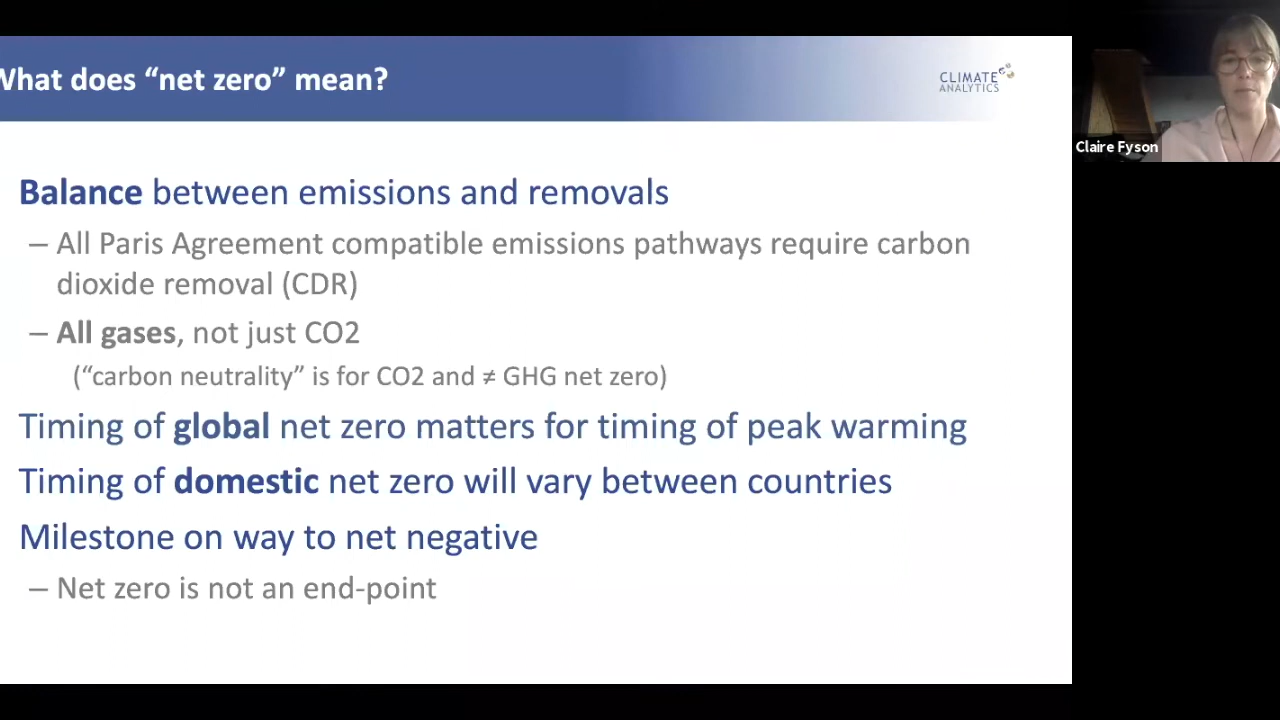 What does “net zero” mean?
CLIMATE
ANALYTICS
Claire Fyson
Balance between emissions and removals
– All Paris Agreement compatible emissions pathways require carbon
dioxide removal (CDR)
– All gases, not just CO2
(“carbon neutrality” is for CO2 and ≠ GHG net zero)
Timing of global net zero matters for timing of peak warming
Timing of domestic net zero will vary between countries
Milestone on way to net negative
– Net zero is not an end-point